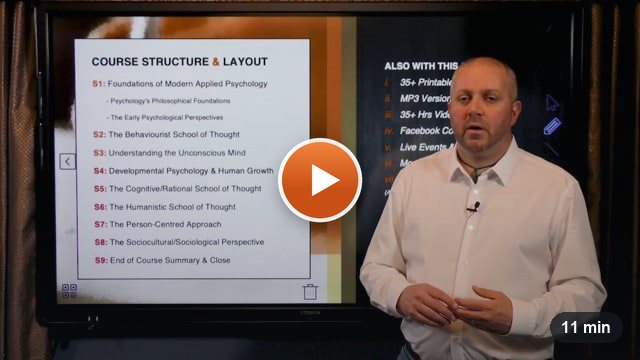 COURSE STRUCTURE & LAYOUT
S1: Foundations of Modern Applied Psychology
- Psychology's Philosophical Foundations
- The Early Psychological Perspectives
S2: The Behaviourist School of Thought
S3: Understanding the Unconscious Mind
S4: Developmental Psychology & Human Growth
S5: The Cognitive/Rational School of Thought
S6: The Humanistic School of Thought
S7: The Person-Centred Approach
S8: The Sociocultural/Sociological Perspective
S9: End of Course Summary & Close
ALSO WITH THIS
i. 35+ Printable
ii. MP3 Version
iii. 35+ Hrs
iv. Facebook
v. Live Events &
CTOUCH
11 min